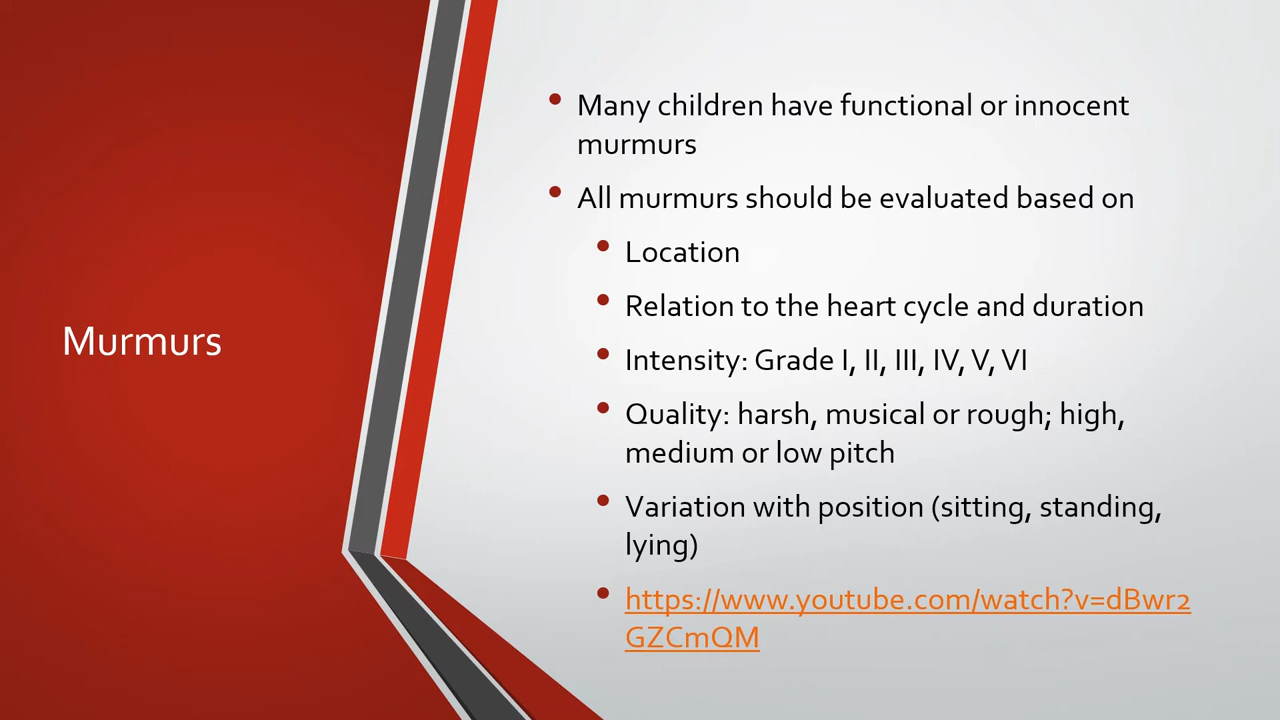 Murmurs
Many children have functional or innocent
murmurs
All murmurs should be evaluated based on
Location
Relation to the heart cycle and duration
Intensity: Grade I, II, III, IV, V, VI
Quality: harsh, musical or rough; high,
medium or low pitch
Variation with position (sitting, standing,
lying)
https://www.youtube.com/watch?v=dBwr2
GZCmQM